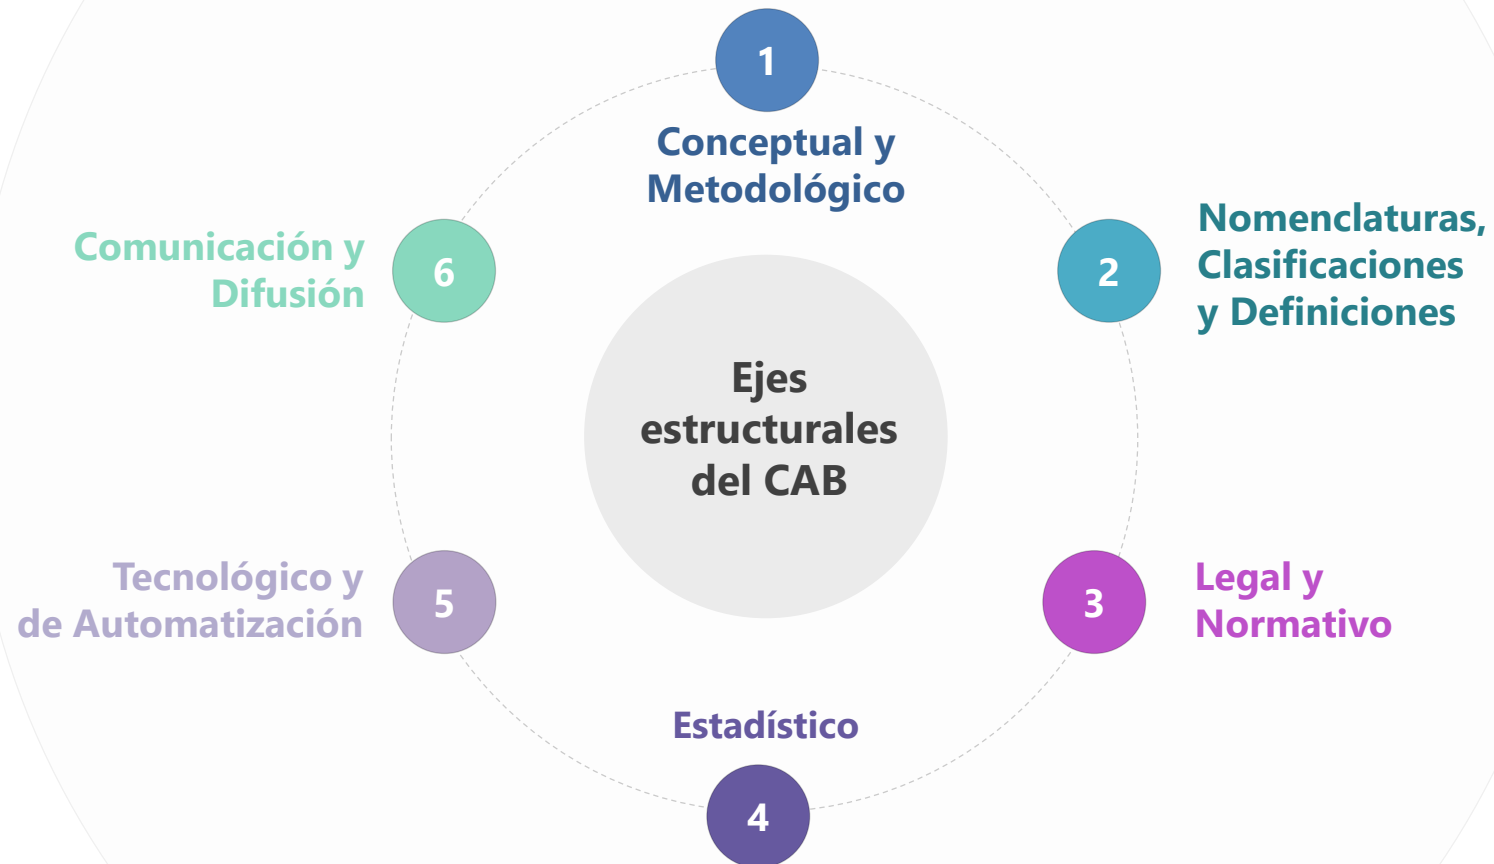 1
Conceptual y
Metodológico
2
Nomenclaturas,
Clasificaciones
y Definiciones
3
Legal y
Normativo
4
Estadístico
5
Tecnológico y
de Automatización
6
Comunicación y
Difusión
Ejes
estructurales
del CAB